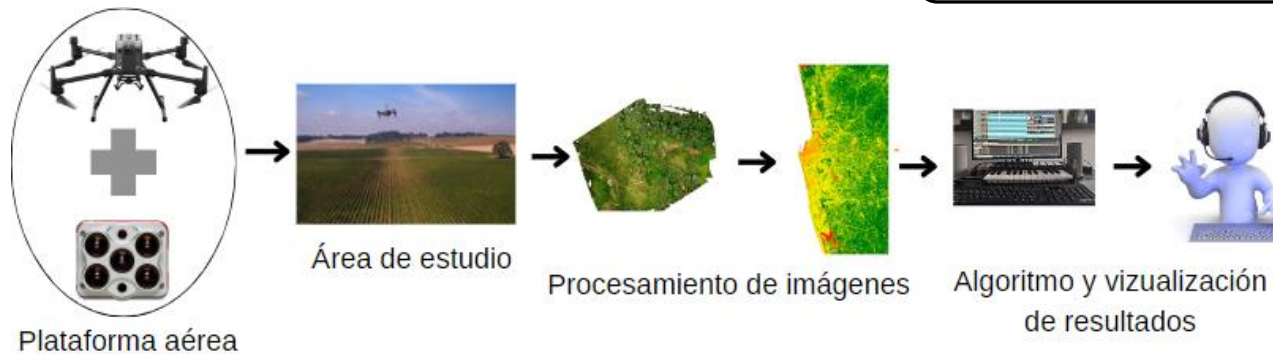 Plataforma aérea
Área de estudio
Procesamiento de imágenes
Algoritmo y vizualización
de resultados